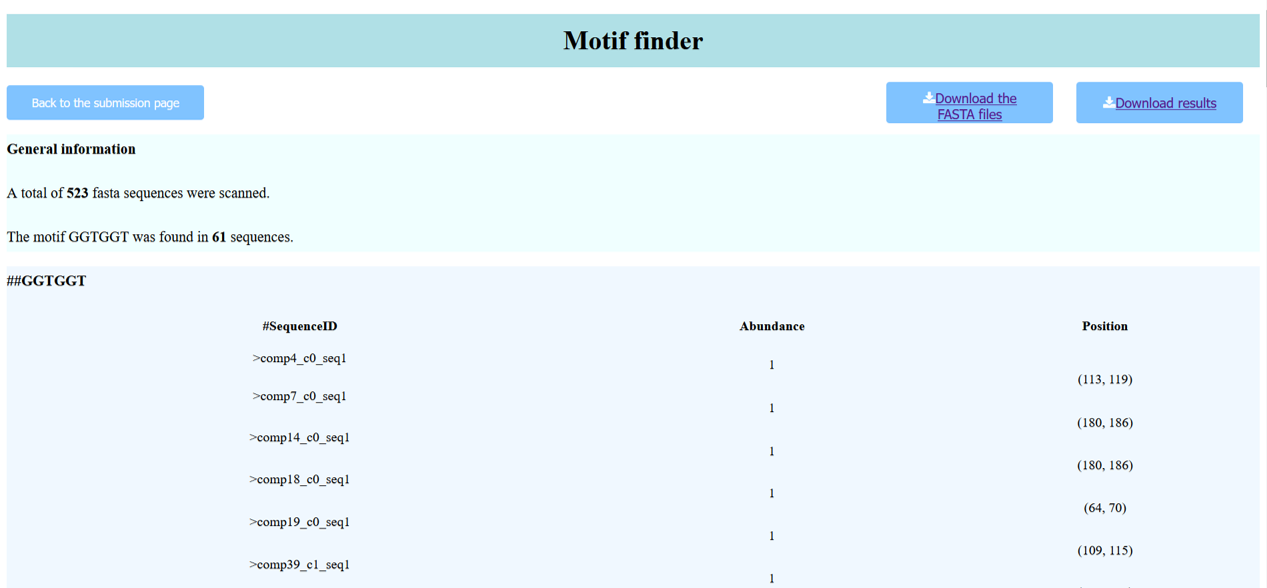 Motif finder
Back to the submission page
Download the
FASTA files
Download results
General information
A total of 523 fasta sequences were scanned.
The motif GGTGGT was found in 61 sequences.
##GGTGGT
#SequenceID Abundance Position
>comp4_c0_seq1
1
(113, 119)
>comp7_c0_seq1
1
(180, 186)
>comp14_c0_seq1
1
(180, 186)
>comp18_c0_seq1
1
(64, 70)
>comp19_c0_seq1
1
(109, 115)
>comp39_c1_seq1
1